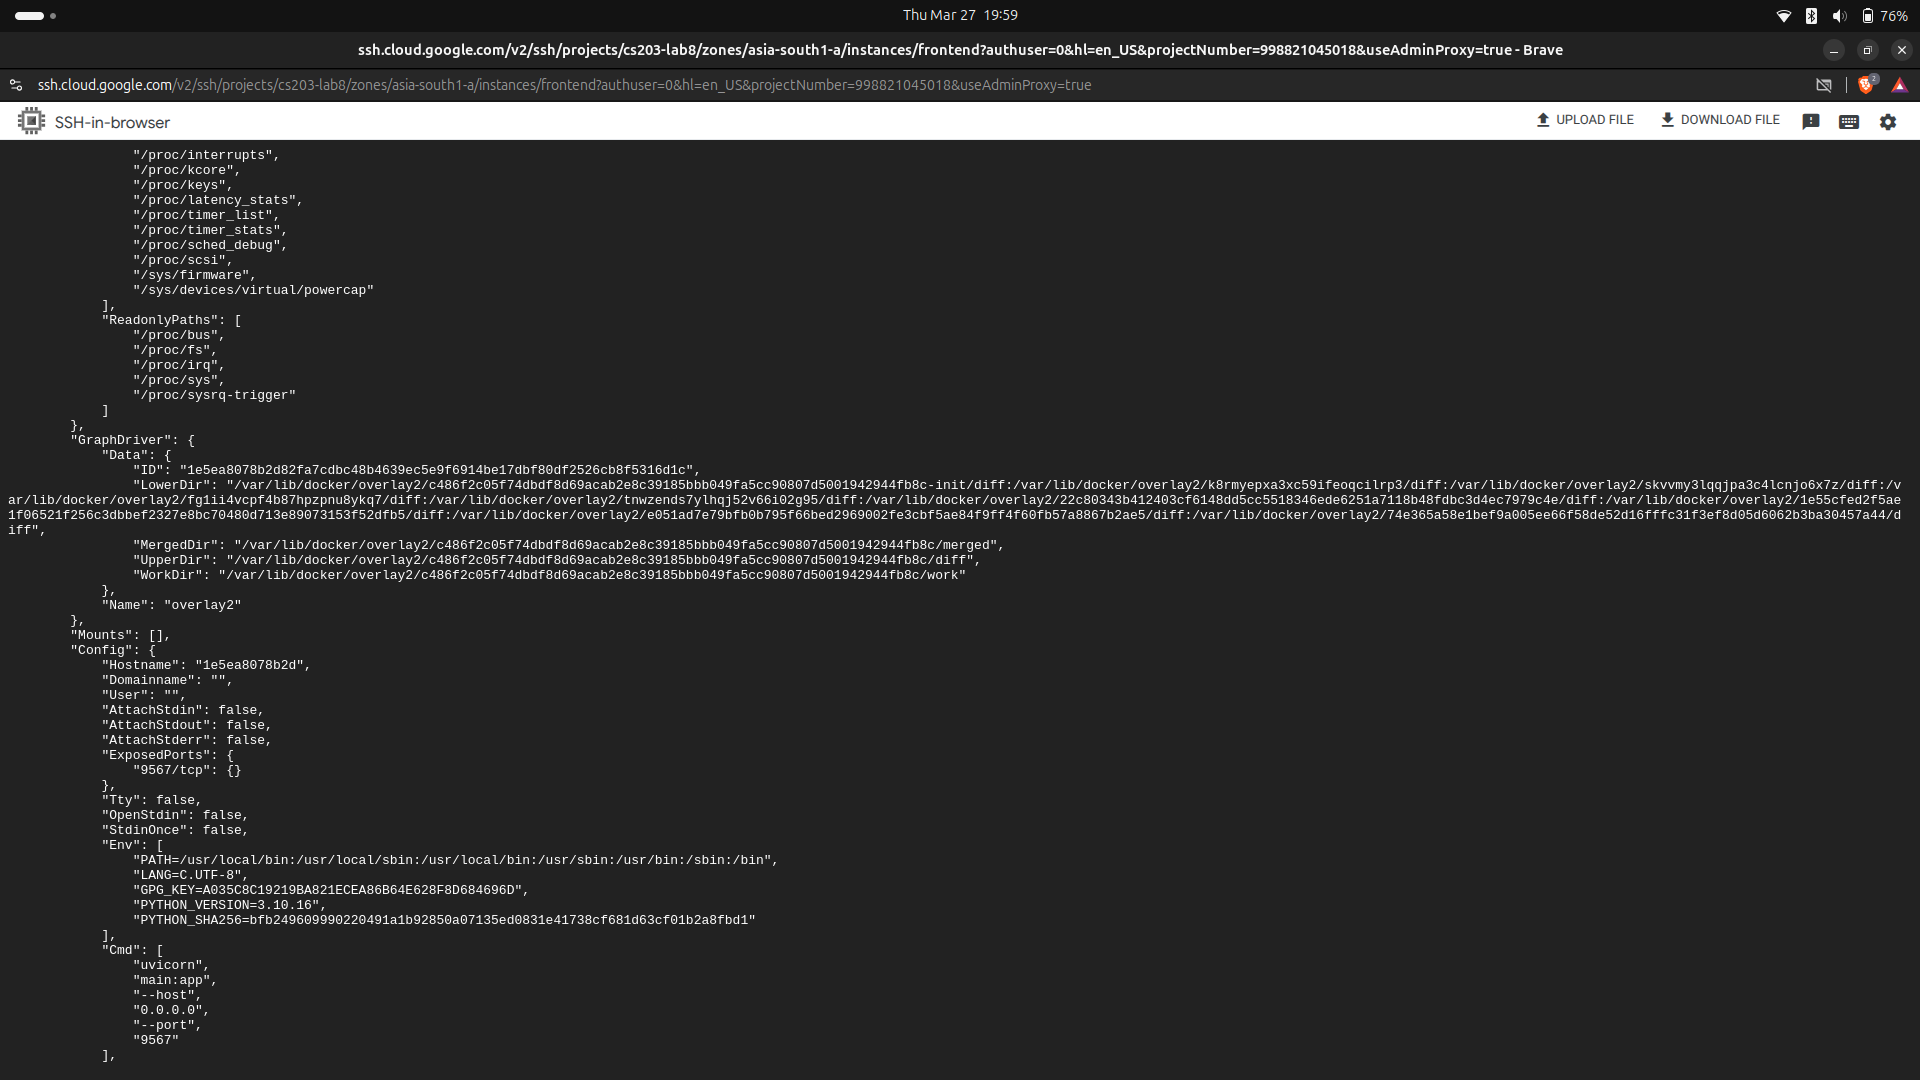 Thu Mar 27 19:59
76%
ssh.cloud.google.com/v2/ssh/projects/cs203-lab8/zones/asia-south1-a/instances/frontend?authuser=0&hl=en_US&projectNumber=998821045018&useAdminProxy=true - Brave
ssh.cloud.google.com/v2/ssh/projects/cs203-lab8/zones/asia-south1-a/instances/frontend?authuser=0&hl=en_US&projectNumber=998821045018&useAdminProxy=true
2
SSH-in-browser
UPLOAD FILE
DOWNLOAD FILE
"/proc/interrupts",
"/proc/kcore",
"/proc/keys",
"/proc/latency_stats",
"/proc/timer_list",
"/proc/timer_stats",
"/proc/sched_debug",
"/proc/scsi",
"/sys/firmware",
"/sys/devices/virtual/powercap"
],
"ReadonlyPaths": [
"/proc/bus",
"/proc/fs",
"/proc/irq",
"/proc/sys",
"/proc/sysrq-trigger"
]
},
"GraphDriver": {
"Data": {
"ID": "1e5ea8078b2d82fa7cdbc48b4639ec5e9f6914be17dbf80df2526cb8f5316d1c",
"LowerDir": "/var/lib/docker/overlay2/c486f2c05f74dbdf8d69acab2e8c39185bbb049fa5cc90807d5001942944fb8c-init/diff:/var/lib/docker/overlay2/k8rmyepxa3xc59ifeoqcilrp3/diff:/var/lib/docker/overlay2/skvvmy3lqqjpa3c4lcnjo6x7z/diff:/v
ar/lib/docker/overlay2/fg1ii4vcpf4b87hpzpnu8ykq7/diff:/var/lib/docker/overlay2/tnwzends7ylhqj52v66i02g95/diff:/var/lib/docker/overlay2/22c80343b412403cf6148dd5cc5518346ede6251a7118b48fdbc3d4ec7979c4e/diff:/var/lib/docker/overlay2/1e55cfed2f5ae
1f06521f256c3dbbef2327e8bc70480d713e89073153f52dfb5/diff:/var/lib/docker/overlay2/e051ad7e79bfb0b795f66bed2969002fe3cbf5ae84f9ff4f60fb57a8867b2ae5/diff:/var/lib/docker/overlay2/74e365a58e1bef9a005ee66f58de52d16fffc31f3ef8d05d6062b3ba30457a44/d
iff",
"MergedDir": "/var/lib/docker/overlay2/c486f2c05f74dbdf8d69acab2e8c39185bbb049fa5cc90807d5001942944fb8c/merged",
"UpperDir": "/var/lib/docker/overlay2/c486f2c05f74dbdf8d69acab2e8c39185bbb049fa5cc90807d5001942944fb8c/diff",
"WorkDir": "/var/lib/docker/overlay2/c486f2c05f74dbdf8d69acab2e8c39185bbb049fa5cc90807d5001942944fb8c/work"
},
"Name": "overlay2"
},
"Mounts": [],
"Config": {
"Hostname": "1e5ea8078b2d",
"Domainname": "",
"User": "",
"AttachStdin": false,
"AttachStdout": false,
"AttachStderr": false,
"ExposedPorts": {
"9567/tcp": {}
},
"Tty": false,
"OpenStdin": false,
"StdinOnce": false,
"Env": [
"PATH=/usr/local/bin:/usr/local/sbin:/usr/local/bin:/usr/sbin:/usr/bin:/sbin:/bin",
"LANG=C.UTF-8",
"GPG_KEY=A035C8C19219BA821ECEA86B64E628F8D684696D",
"PYTHON_VERSION=3.10.16",
"PYTHON_SHA256=bfb249609990220491a1b92850a07135ed0831e41738cf681d63cf01b2a8fbd1"
],
"Cmd": [
"uvicorn",
"main:app",
"--host",
"0.0.0.0",
"--port",
"9567"
],